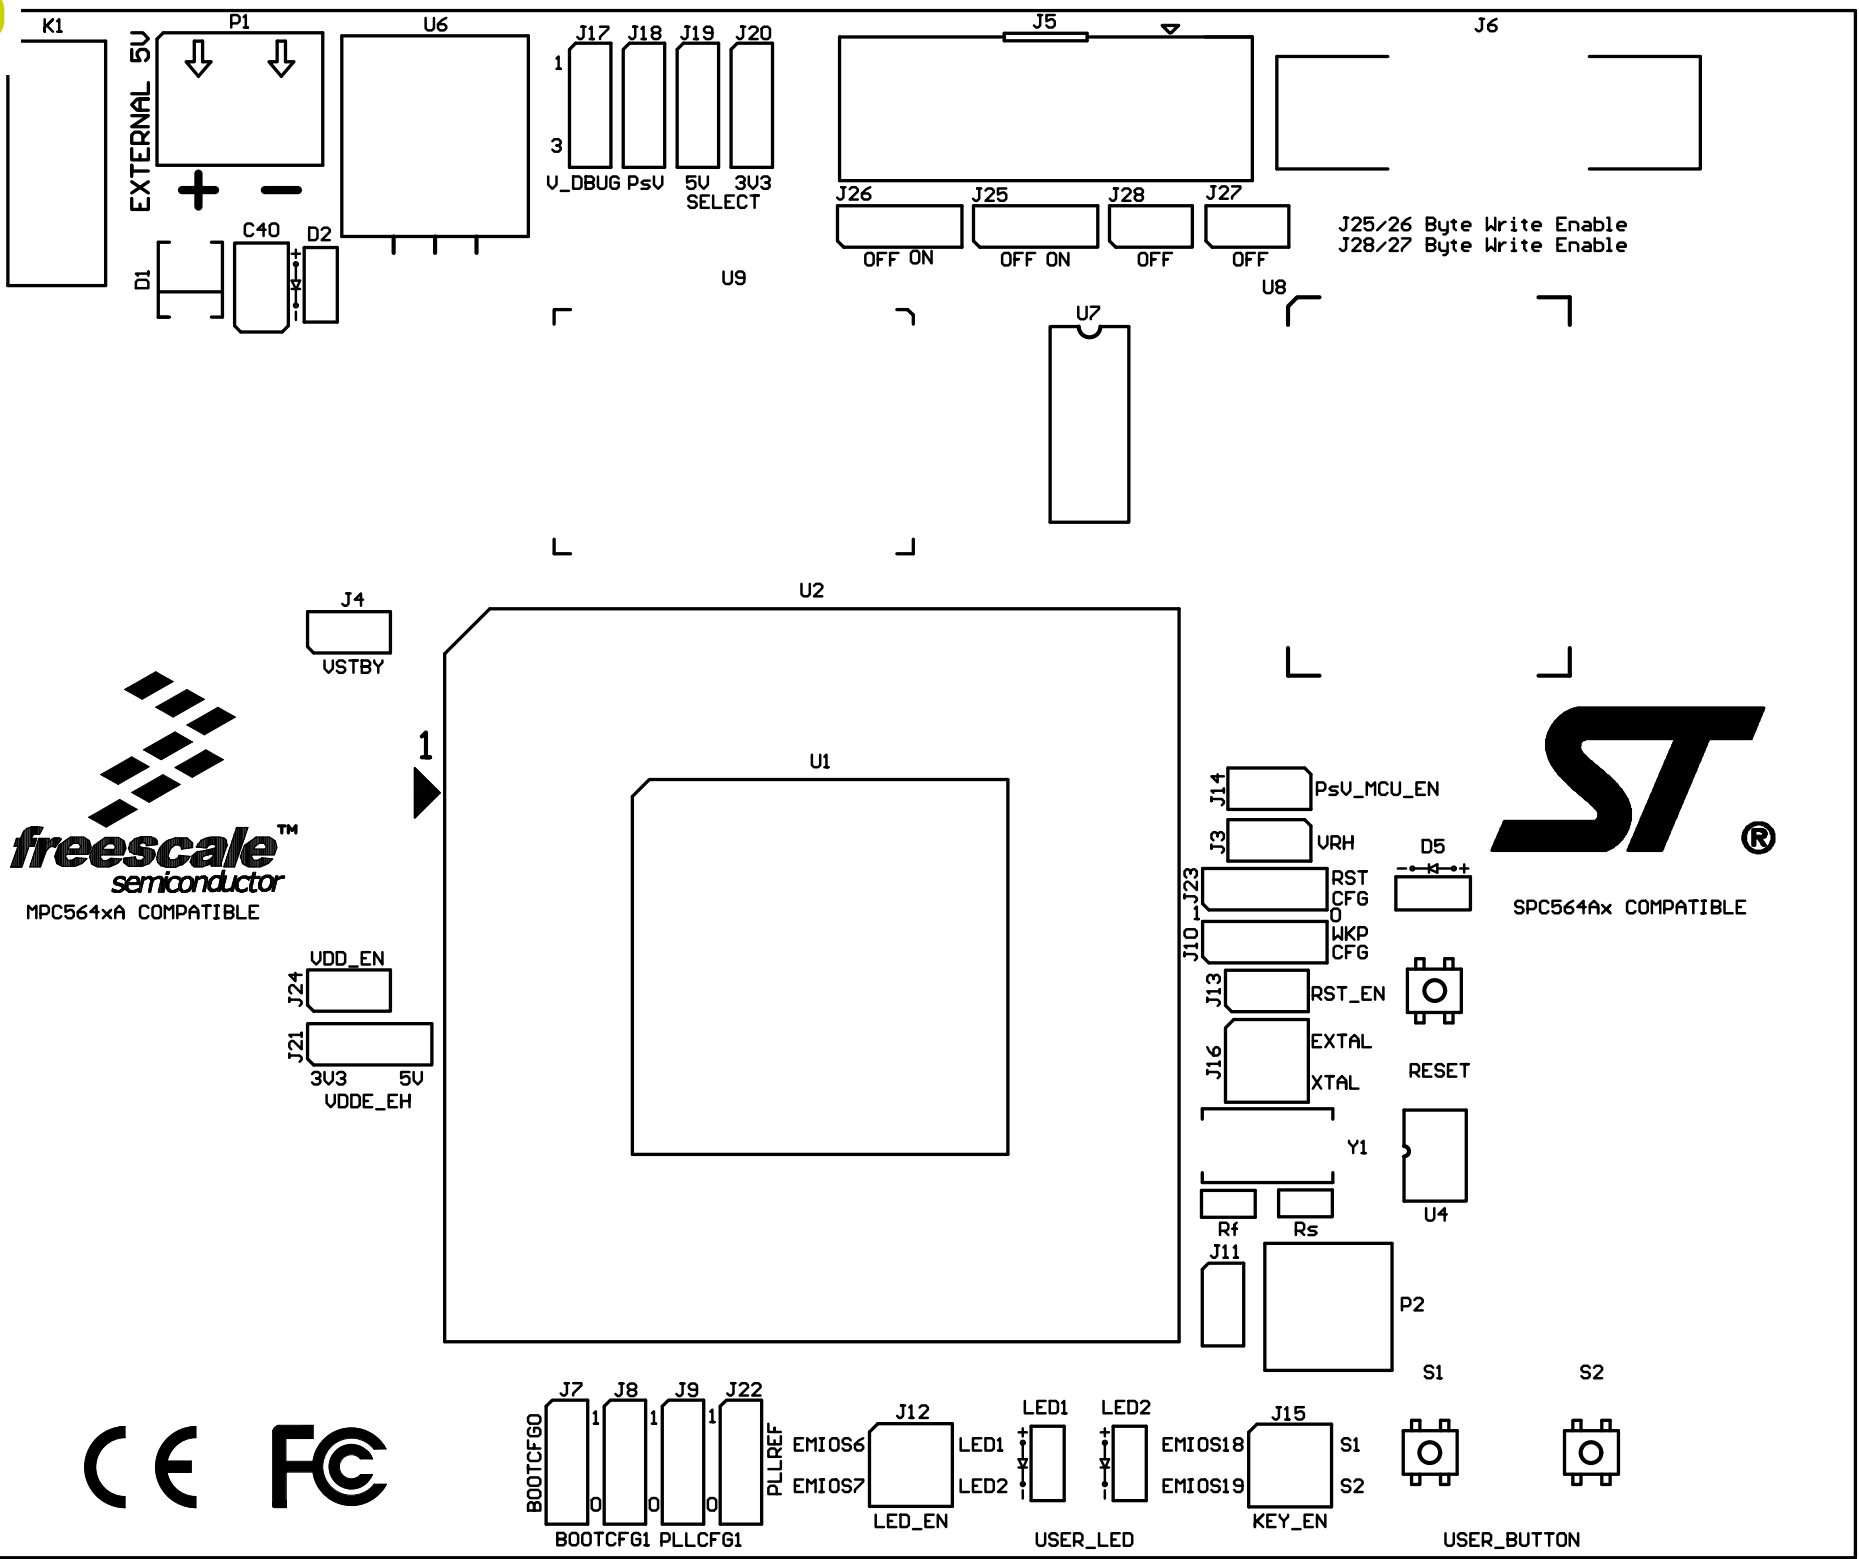 K1
P1
U6
J17 J18 J19 J20
J5
J6
EXTERNAL 5V
1
3
V_DBUG PsV 5V 3V3
SELECT
+ -
J26 J25 J28 J27
OFF ON OFF ON OFF OFF
J25/26 Byte Write Enable
J28/27 Byte Write Enable
C40 D2
D1
+
-
U9
U8
U7
U2
J4
VSTBY
1
U1
freescale™
semiconductor
MPC564xA COMPATIBLE
J14 PsV_MCU_EN
J3 VRH
J23 RST
CFG
1 0
J10 WKP
CFG
J13 RST_EN
J16 EXTAL
XTAL
ST®
D5
- +
SPC564Ax COMPATIBLE
VDD_EN
J24
J21
3V3 5V
VDDE_EH
RESET
Y1
Rf Rs
U4
J11
P2
S1 S2
CE FC
J7 J8 J9 J22
BOOTCFG0
1 1 1
0 0 0
PLLREF
BOOTCFG1 PLLCFG1
J12
EMIOS6 LED1
EMIOS7 LED2
LED_EN
LED1 LED2
+ +
- -
USER_LED
J15
EMIOS18 S1
EMIOS19 S2
KEY_EN
USER_BUTTON